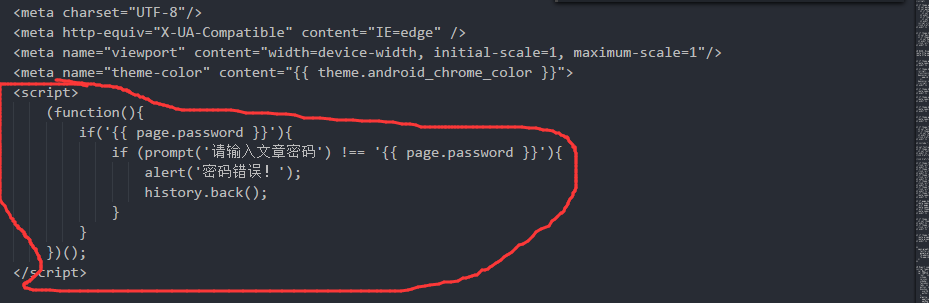 <meta charset="UTF-8"/>
<meta http-equiv="X-UA-Compatible" content="IE=edge" />
<meta name="viewport" content="width=device-width, initial-scale=1, maximum-scale=1"/>
<meta name="theme-color" content="{{ theme.android_chrome_color }}">
<script>
    (function(){
        if('{{ page.password }}'){
            if (prompt('请输入文章密码') !== '{{ page.password }}'){
                alert('密码错误！');
                history.back();
            }
        }
    })();
</script>